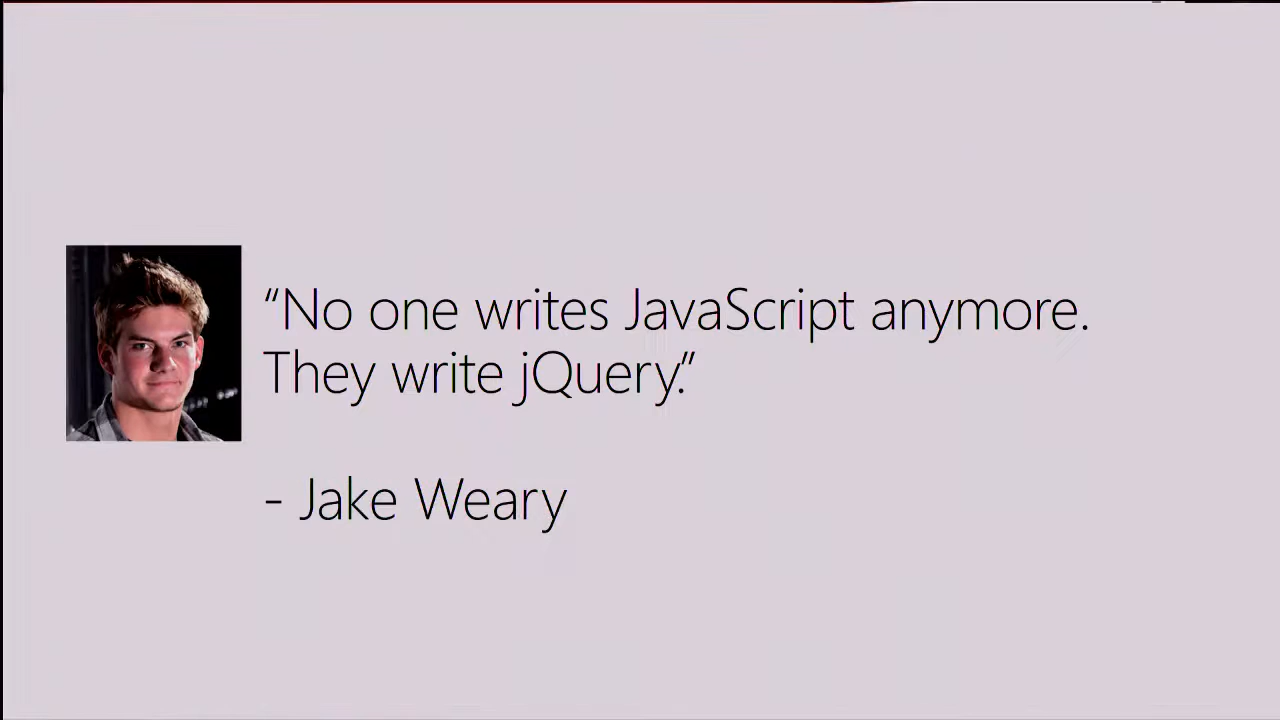 “No one writes JavaScript anymore.
They write jQuery.”
- Jake Weary